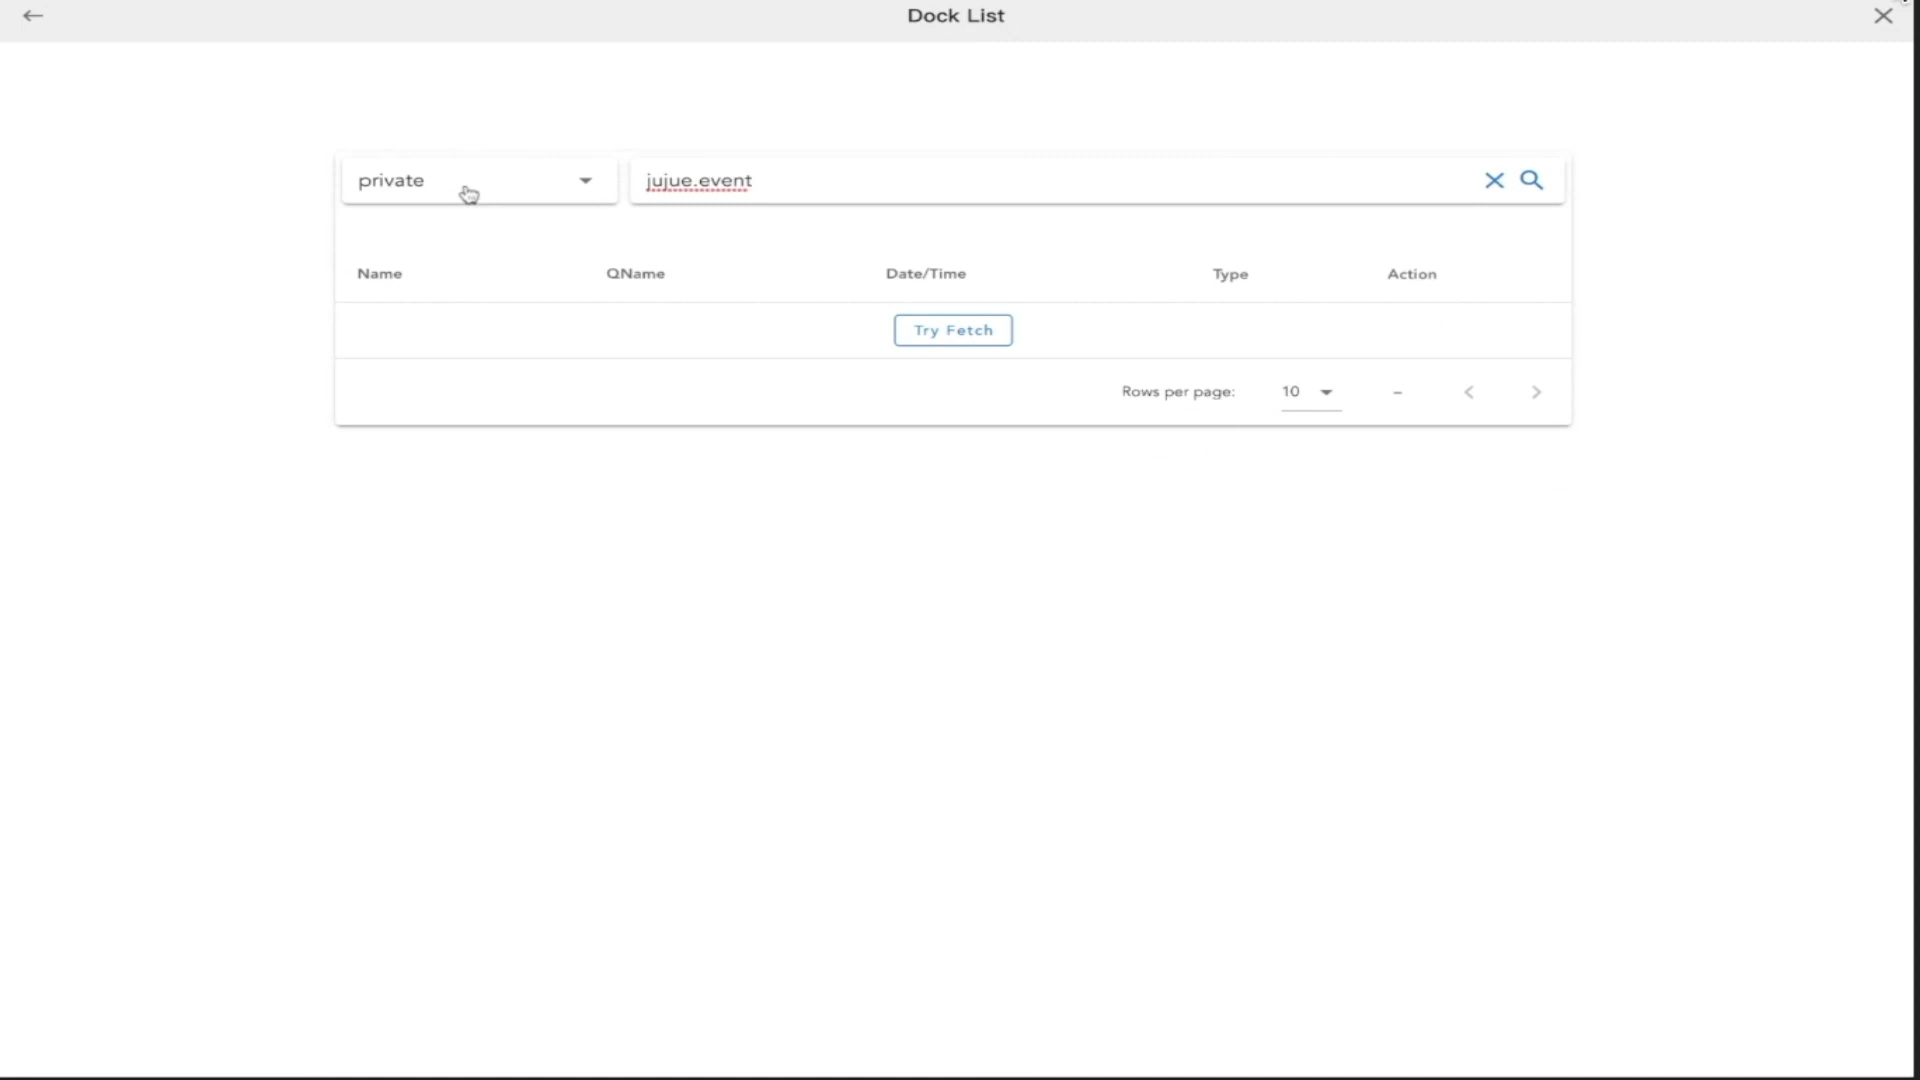 Dock List
private jujue.event
Name QName Date/Time Type Action
Try Fetch
Rows per page: 10 –